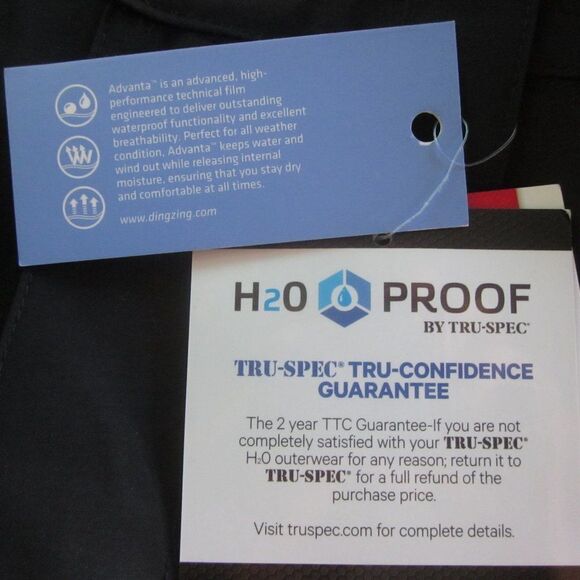 Advanta™ is an advanced, high-
performance technical film
engineered to deliver outstanding
waterproof functionality and excellent
breathability. Perfect for all weather
condition, Advanta™ keeps water and
wind out while releasing internal
moisture, ensuring that you stay dry
and comfortable at all times.
www.dingzing.com
H2O PROOF
BY TRU-SPEC®
TRU-SPEC® TRU-CONFIDENCE
GUARANTEE
The 2 year TTC Guarantee-If you are not
completely satisfied with your TRU-SPEC®
H₂0 outerwear for any reason; return it to
TRU-SPEC® for a full refund of the
purchase price.
Visit truspec.com for complete details.